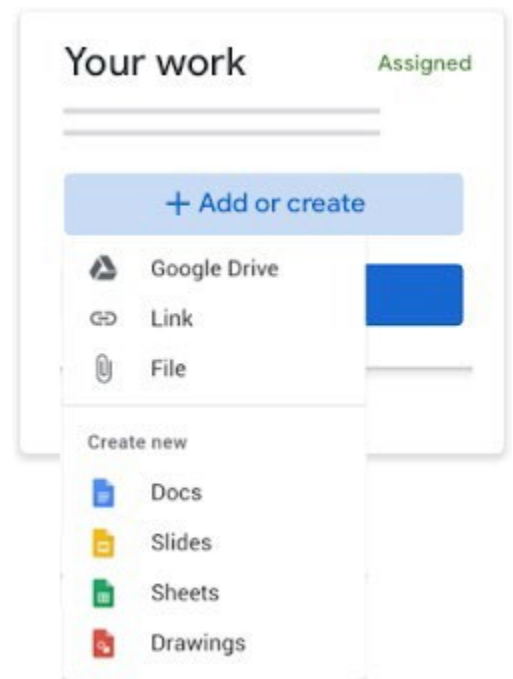 Your work
Assigned
+ Add or create
Google Drive
Link
File
Create new
Docs
Slides
Sheets
Drawings